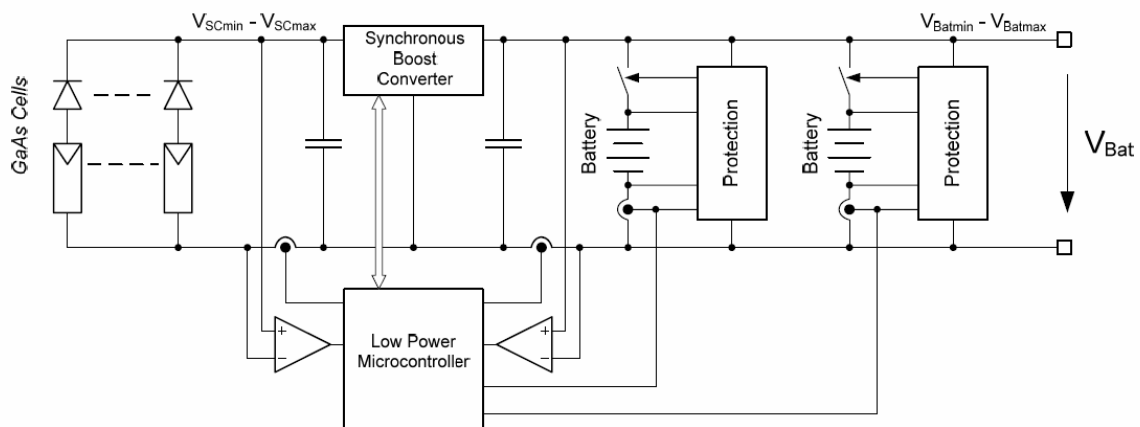 V_SCmin - V_SCmax
Synchronous
Boost
Converter
V_Batmin - V_Batmax
GaAs Cells
Battery
Protection
Battery
Protection
V_Bat
+
−
Low Power
Microcontroller
+
−